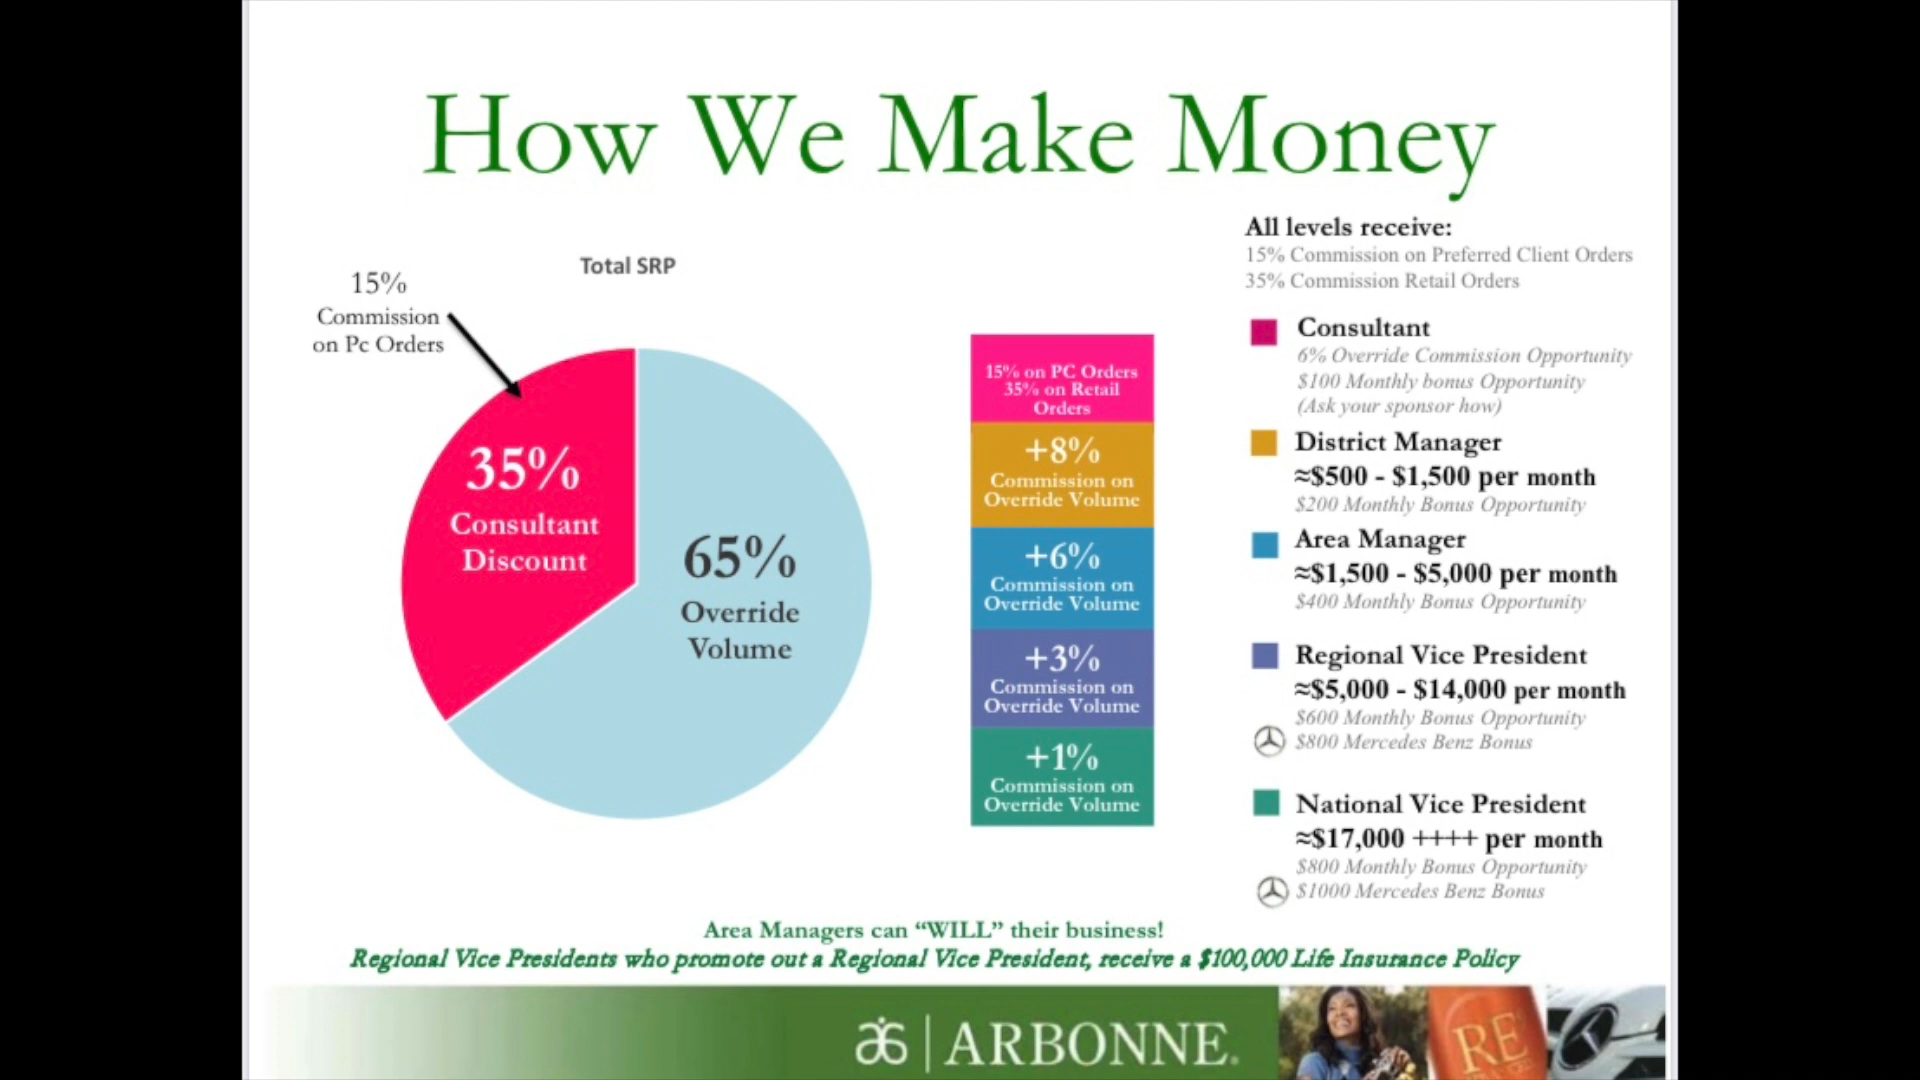 How We Make Money
Total SRP
15%
Commission
on Pc Orders
35%
Consultant
Discount
65%
Override
Volume
15% on PC Orders
35% on Retail
Orders
+8%
Commission on
Override Volume
+6%
Commission on
Override Volume
+3%
Commission on
Override Volume
+1%
Commission on
Override Volume
All levels receive:
15% Commission on Preferred Client Orders
35% Commission Retail Orders
Consultant
6% Override Commission Opportunity
$100 Monthly bonus Opportunity
(Ask your sponsor how)
District Manager
≈$500 - $1,500 per month
$200 Monthly Bonus Opportunity
Area Manager
≈$1,500 - $5,000 per month
$400 Monthly Bonus Opportunity
Regional Vice President
≈$5,000 - $14,000 per month
$600 Monthly Bonus Opportunity
$800 Mercedes Benz Bonus
National Vice President
≈$17,000 ++++ per month
$800 Monthly Bonus Opportunity
$1000 Mercedes Benz Bonus
Area Managers can “WILL” their business!
Regional Vice Presidents who promote out a Regional Vice President, receive a $100,000 Life Insurance Policy
ARBONNE.
RE